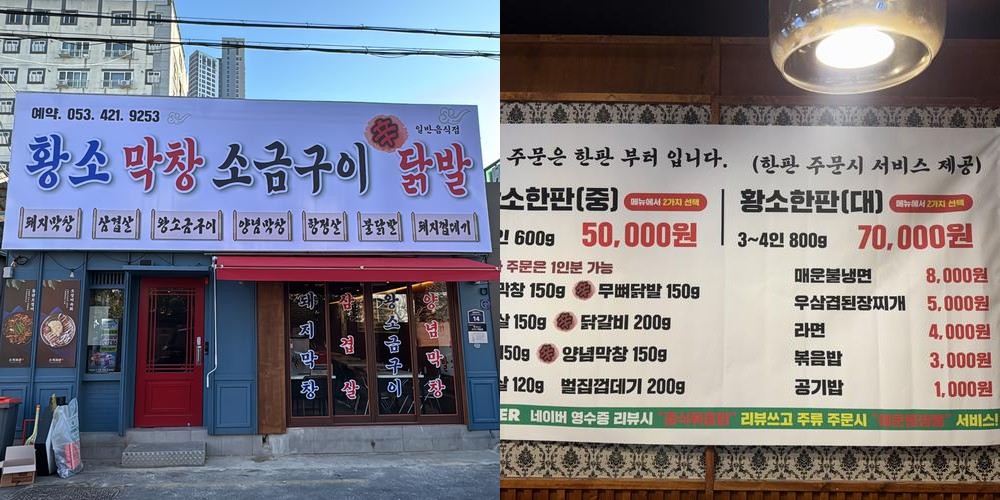 예약. 053. 421. 9253
일반음식점
황소 막창 소금구이 辛 닭발
돼지막창 삼겹살 황소금구이 양념막창 항정살 불닭발 돼지껍데기
돼지막창
삼겹살
왕소금구이
양념막창
14
주문은 한판 부터 입니다. (한판 주문시 서비스 제공)
소한판(중) 메뉴에서 2가지 선택
인 600g 50,000원
주문은 1인분 가능
막창 150g 무뼈닭발 150g
살 150g 닭갈비 200g
150g 양념막창 150g
살 120g 벌집껍데기 200g
황소한판(대) 메뉴에서 2가지 선택
3~4인 800g 70,000원
매운불냉면 8,000원
우삼겹된장찌개 5,000원
라면 4,000원
볶음밥 3,000원
공기밥 1,000원
ER 네이버 영수증 리뷰시 리뷰쓰고 주류 주문시 서비스!